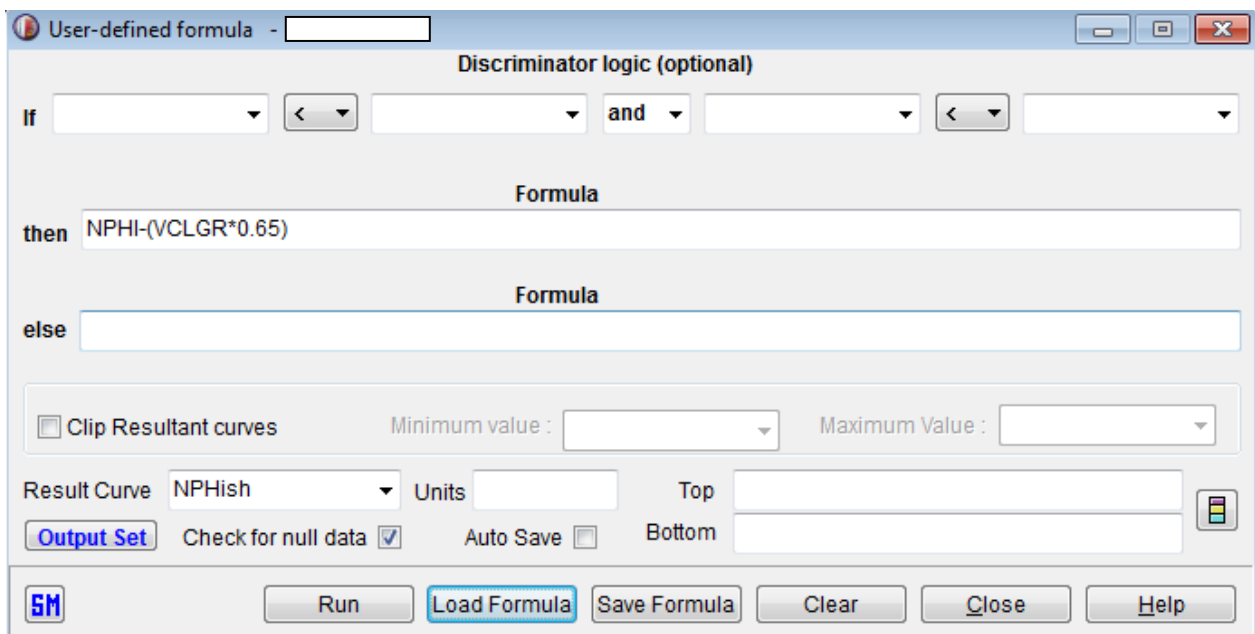 User-defined formula -
Discriminator logic (optional)
If < and <
Formula
then NPHI-(VCLGR*0.65)
Formula
else
Clip Resultant curves Minimum value : Maximum Value :
Result Curve NPHish Units Top
Output Set Check for null data Auto Save Bottom
SM Run Load Formula Save Formula Clear Close Help